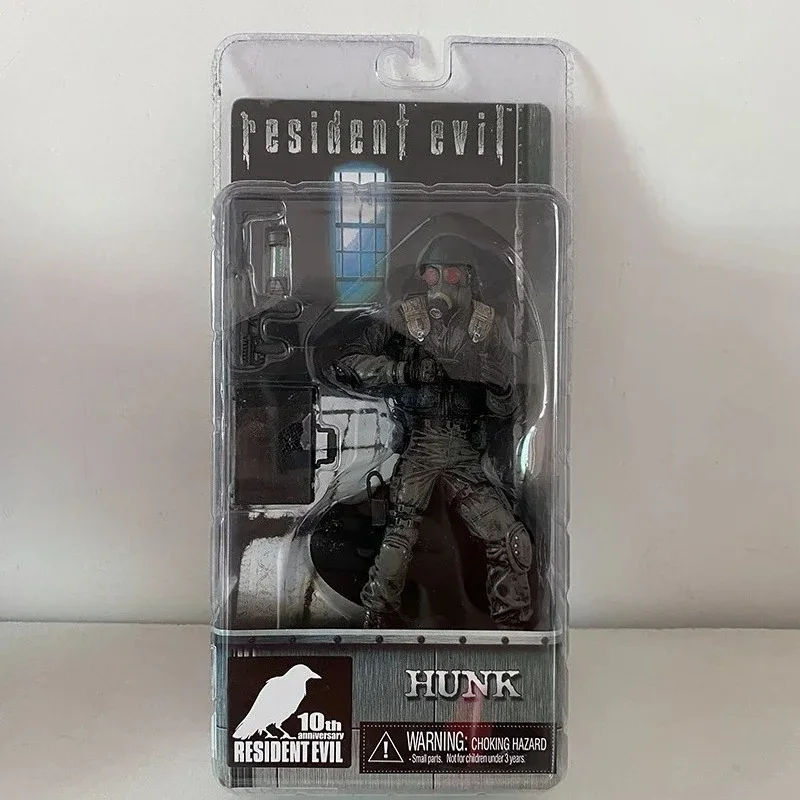 resident evil
HUNK
10th
anniversary
RESIDENT EVIL
WARNING: CHOKING HAZARD
- Small parts. Not for children under 3 years.